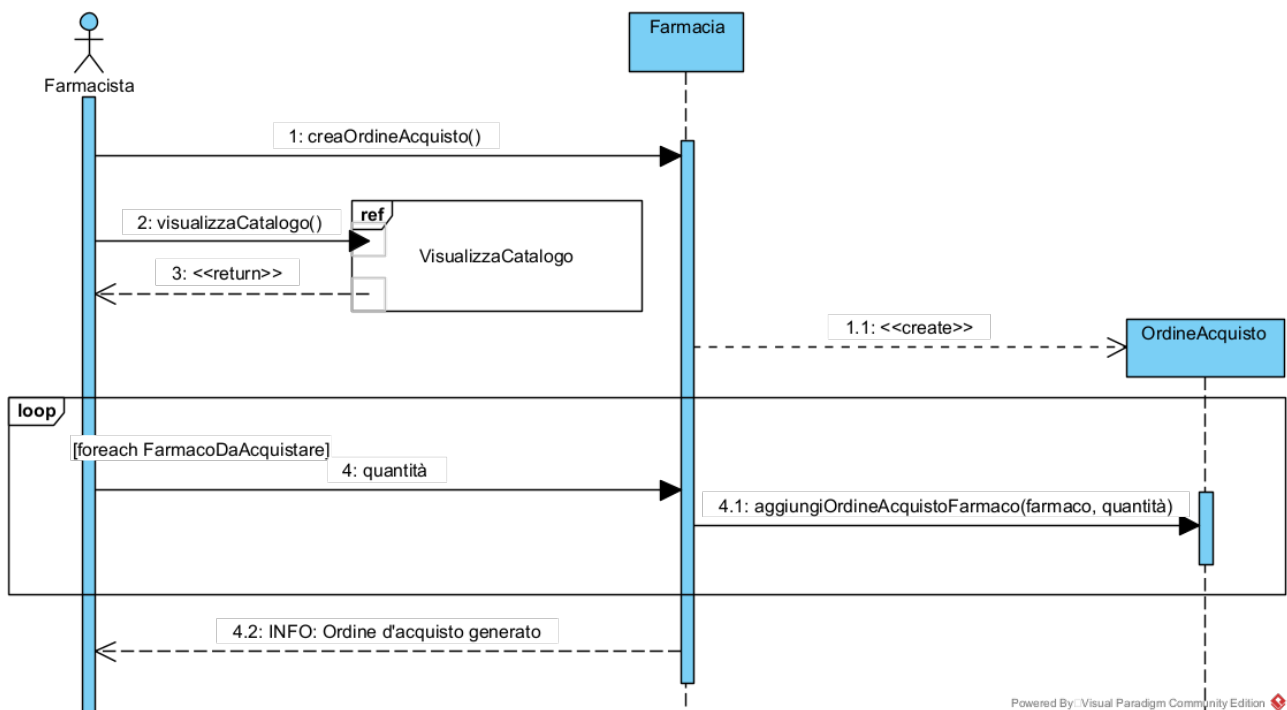 Farmacia
Farmacista
1: creaOrdineAcquisto()
ref
2: visualizzaCatalogo()
VisualizzaCatalogo
3: <<return>>
1.1: <<create>>
OrdineAcquisto
loop
[foreach FarmacoDaAcquistare]
4: quantità
4.1: aggiungiOrdineAcquistoFarmaco(farmaco, quantità)
4.2: INFO: Ordine d'acquisto generato
Powered By Visual Paradigm Community Edition